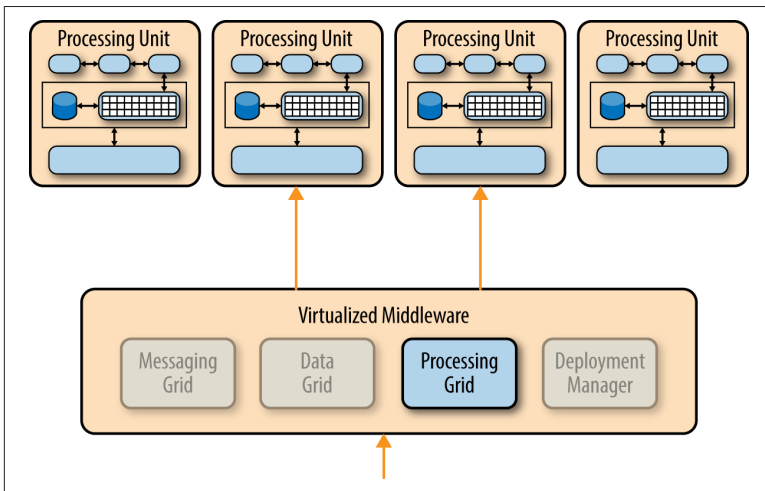 Processing Unit
Processing Unit
Processing Unit
Processing Unit
Virtualized Middleware
Messaging
Grid
Data
Grid
Processing
Grid
Deployment
Manager